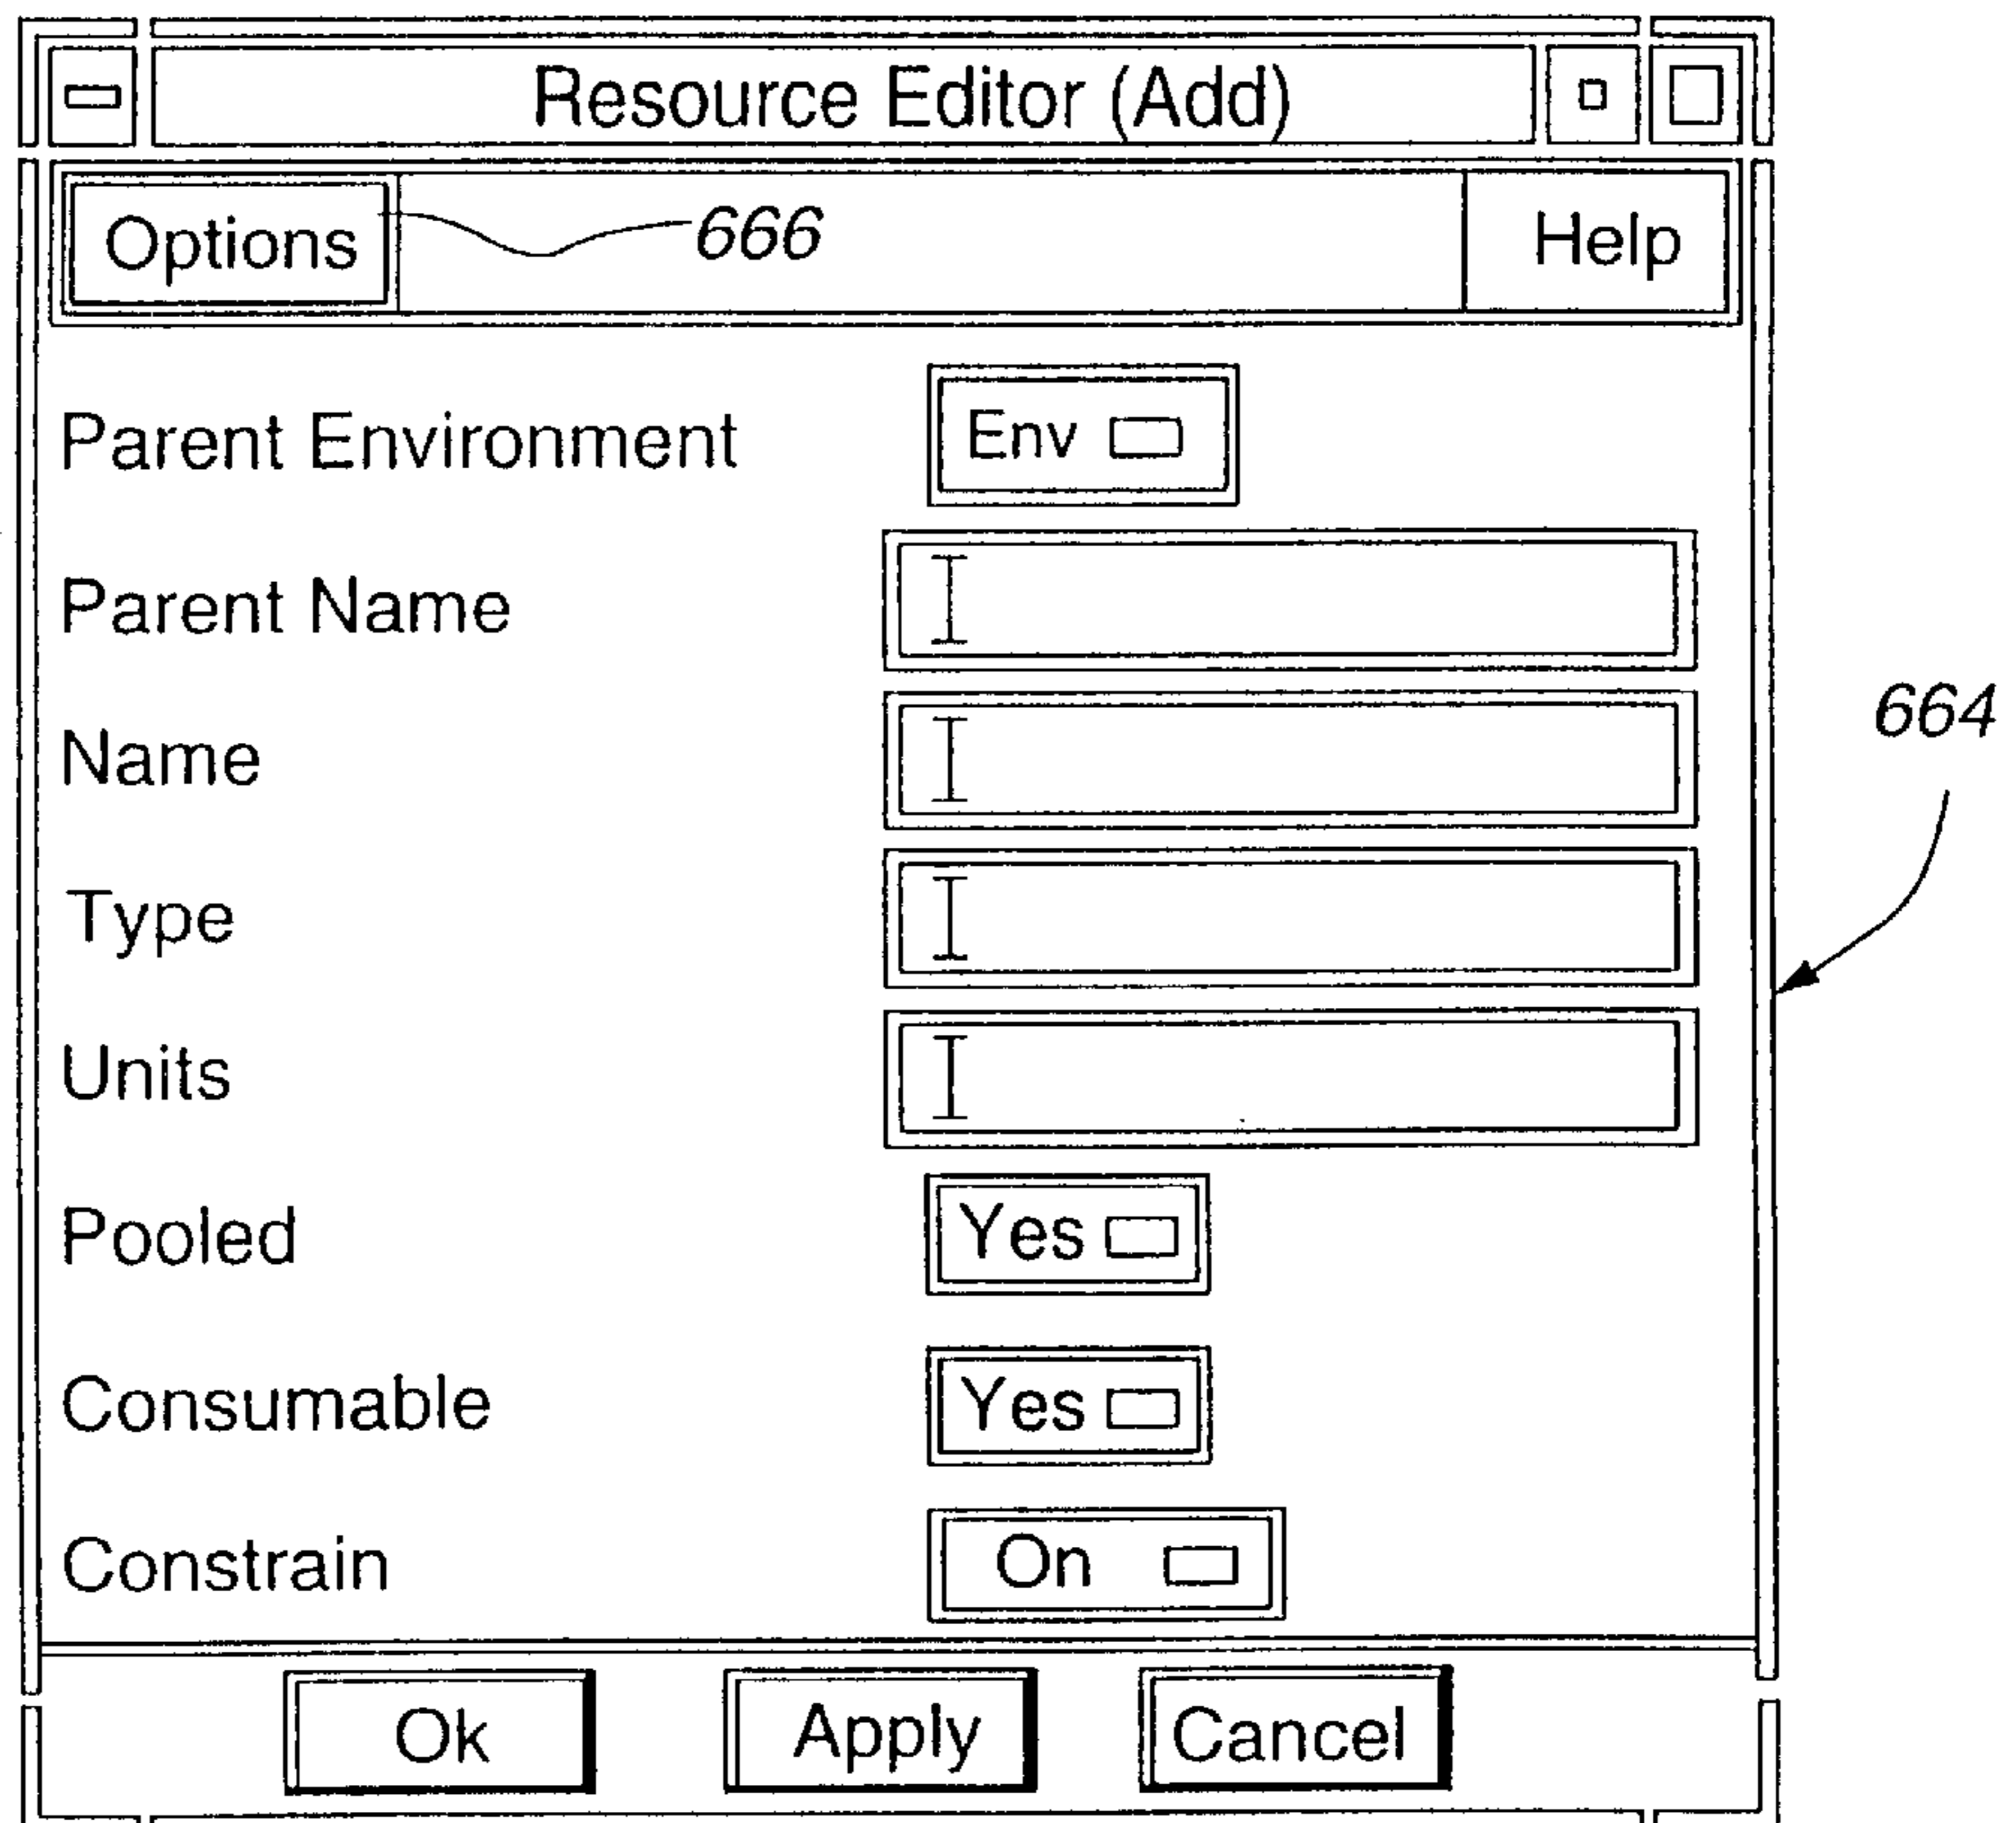 Resource Editor (Add)
Options 666 Help
Parent Environment Env
Parent Name
Name
664
Type
Units
Pooled Yes
Consumable Yes
Constrain On
Ok Apply Cancel